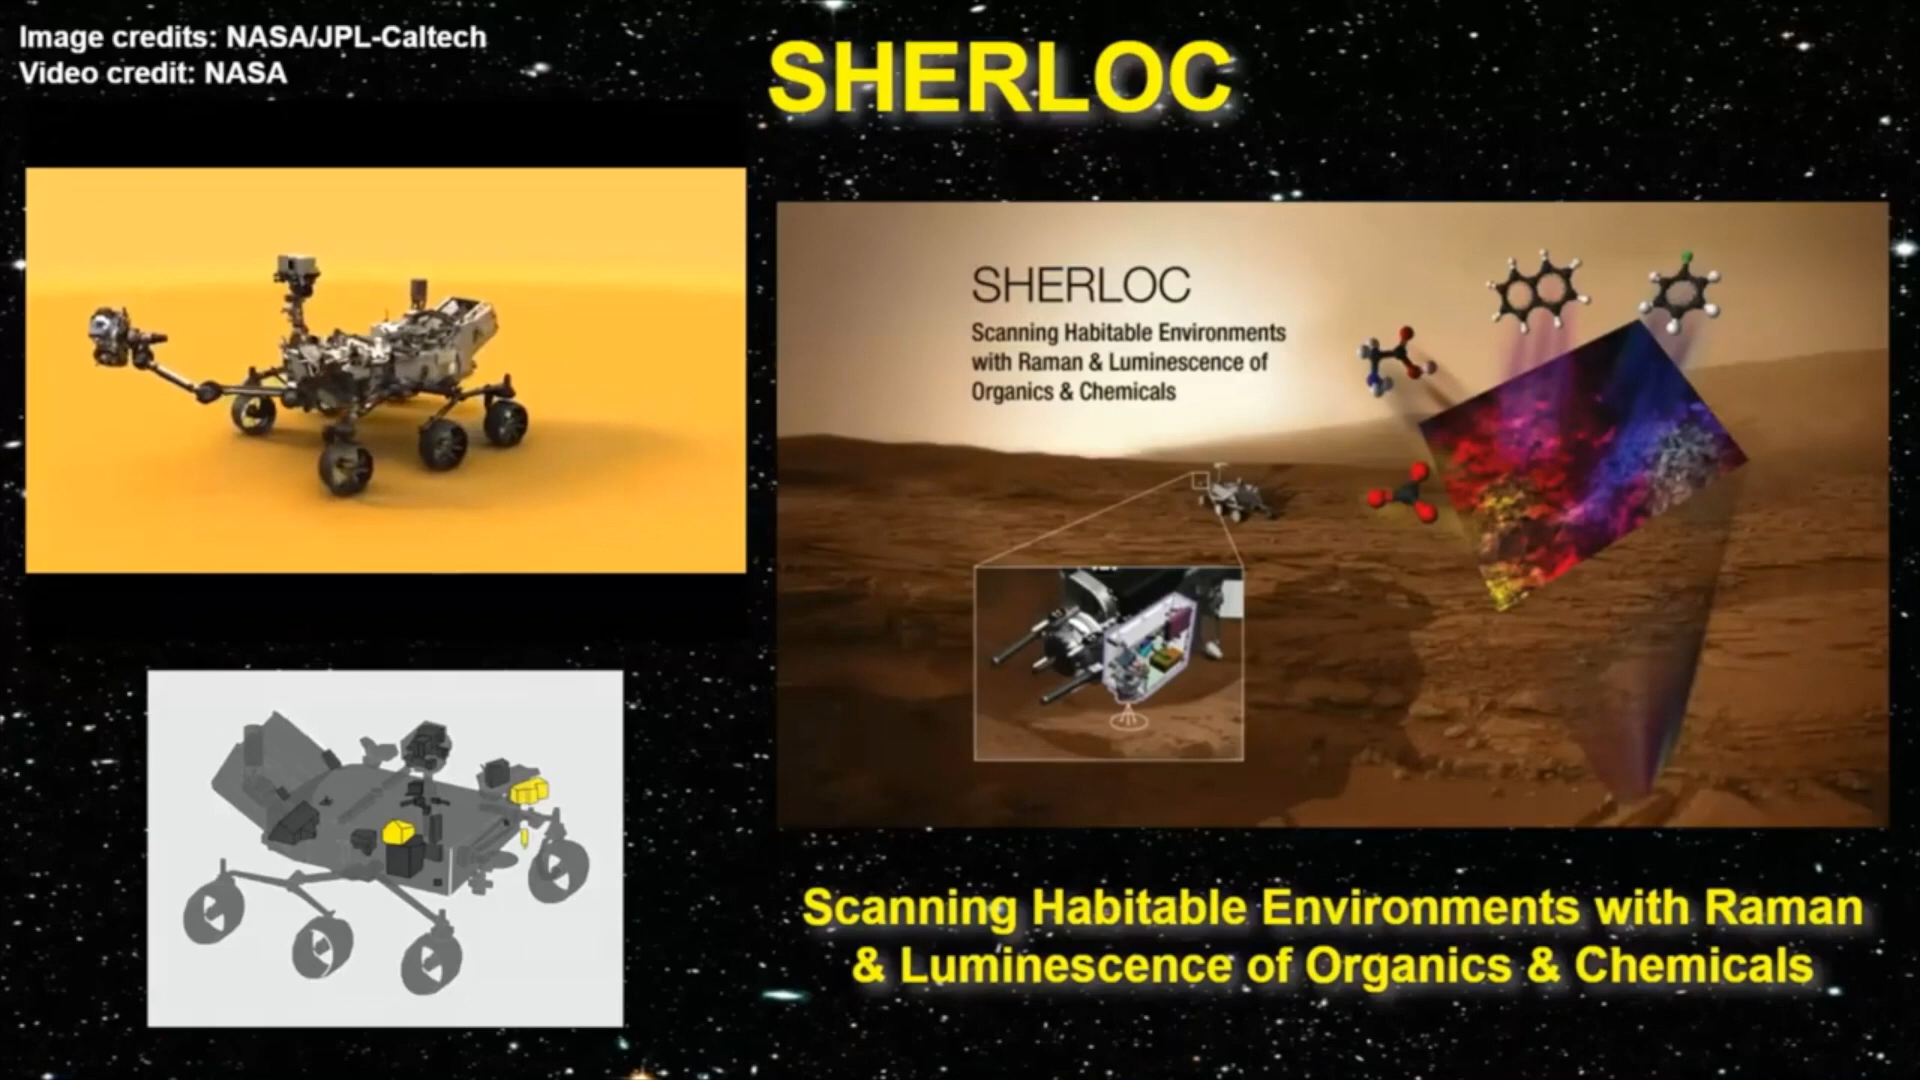 Image credits: NASA/JPL-Caltech
Video credit: NASA
SHERLOC
SHERLOC
Scanning Habitable Environments
with Raman & Luminescence of
Organics & Chemicals
Scanning Habitable Environments with Raman
& Luminescence of Organics & Chemicals